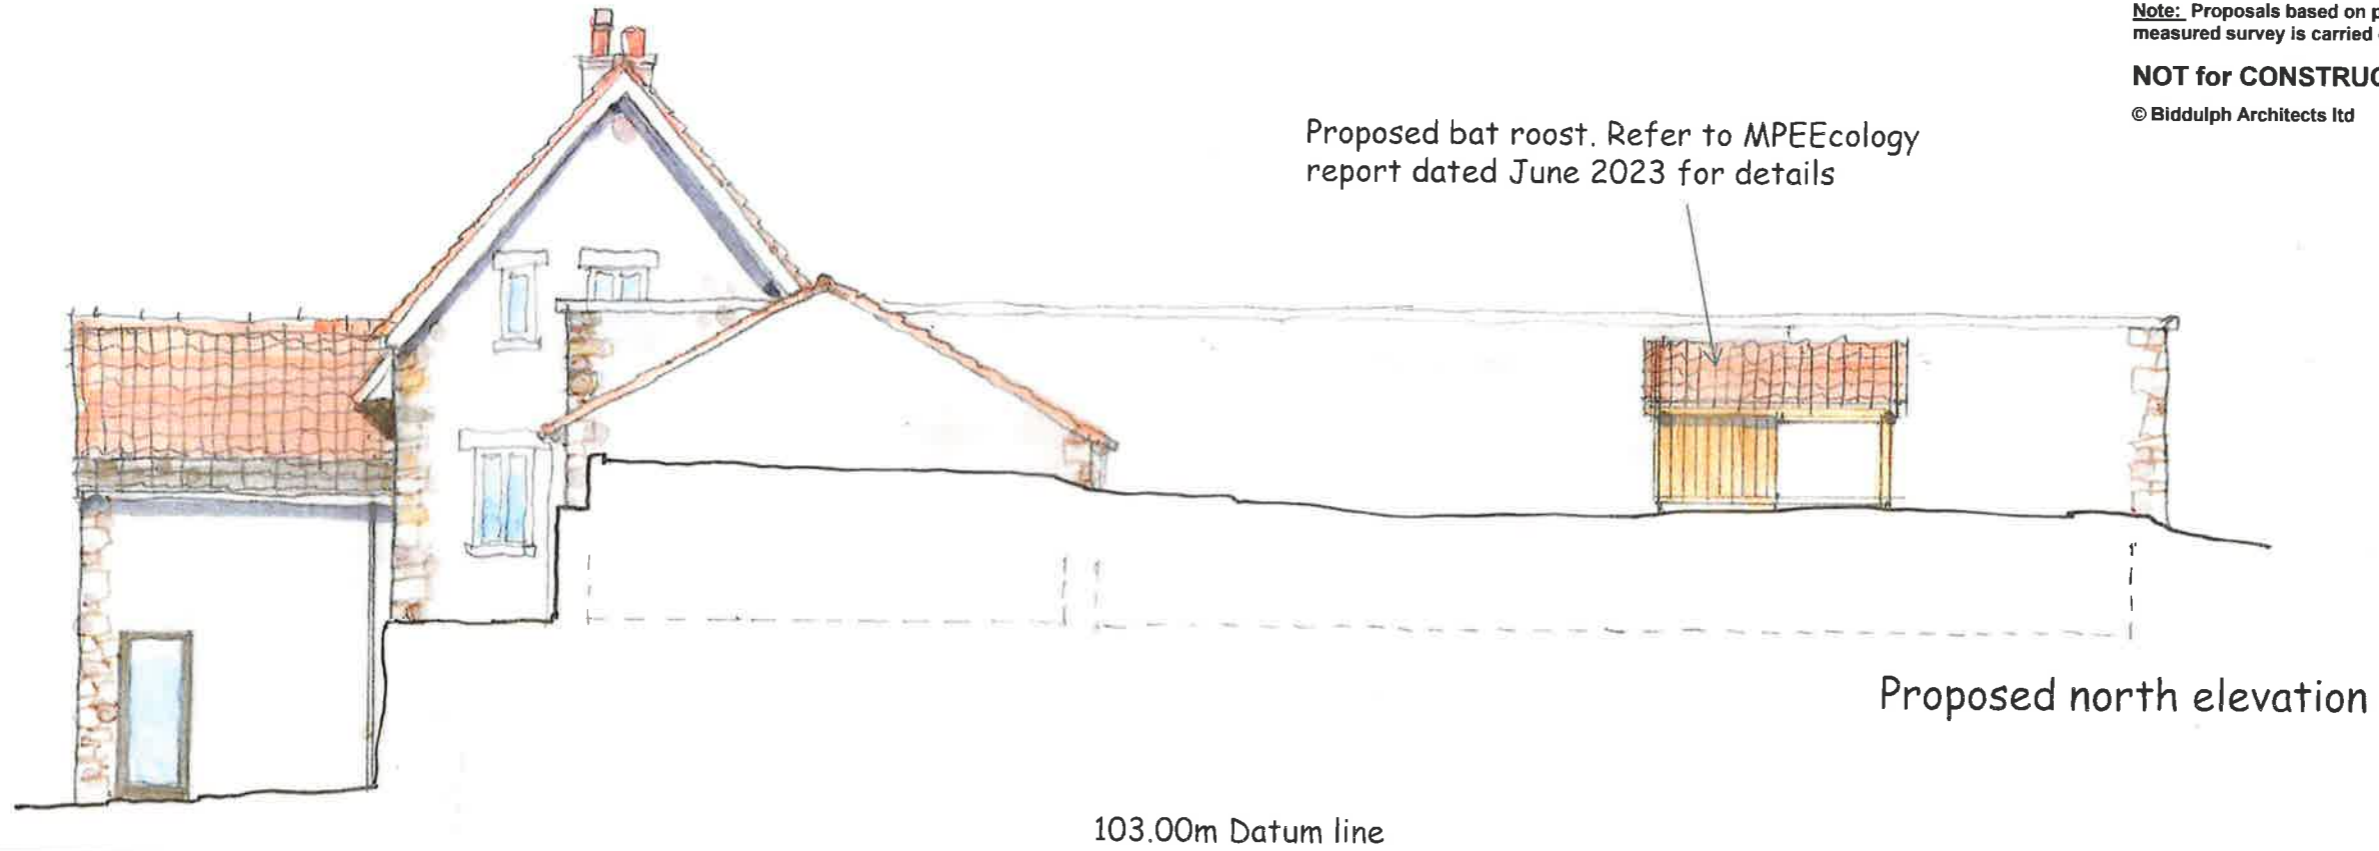 Note: Proposals based on
measured survey is carried
NOT for
© Biddulph Architects ltd
Proposed bat roost. Refer to MPEEcology
report dated June 2023 for details
Proposed north elevation
103.00m Datum line